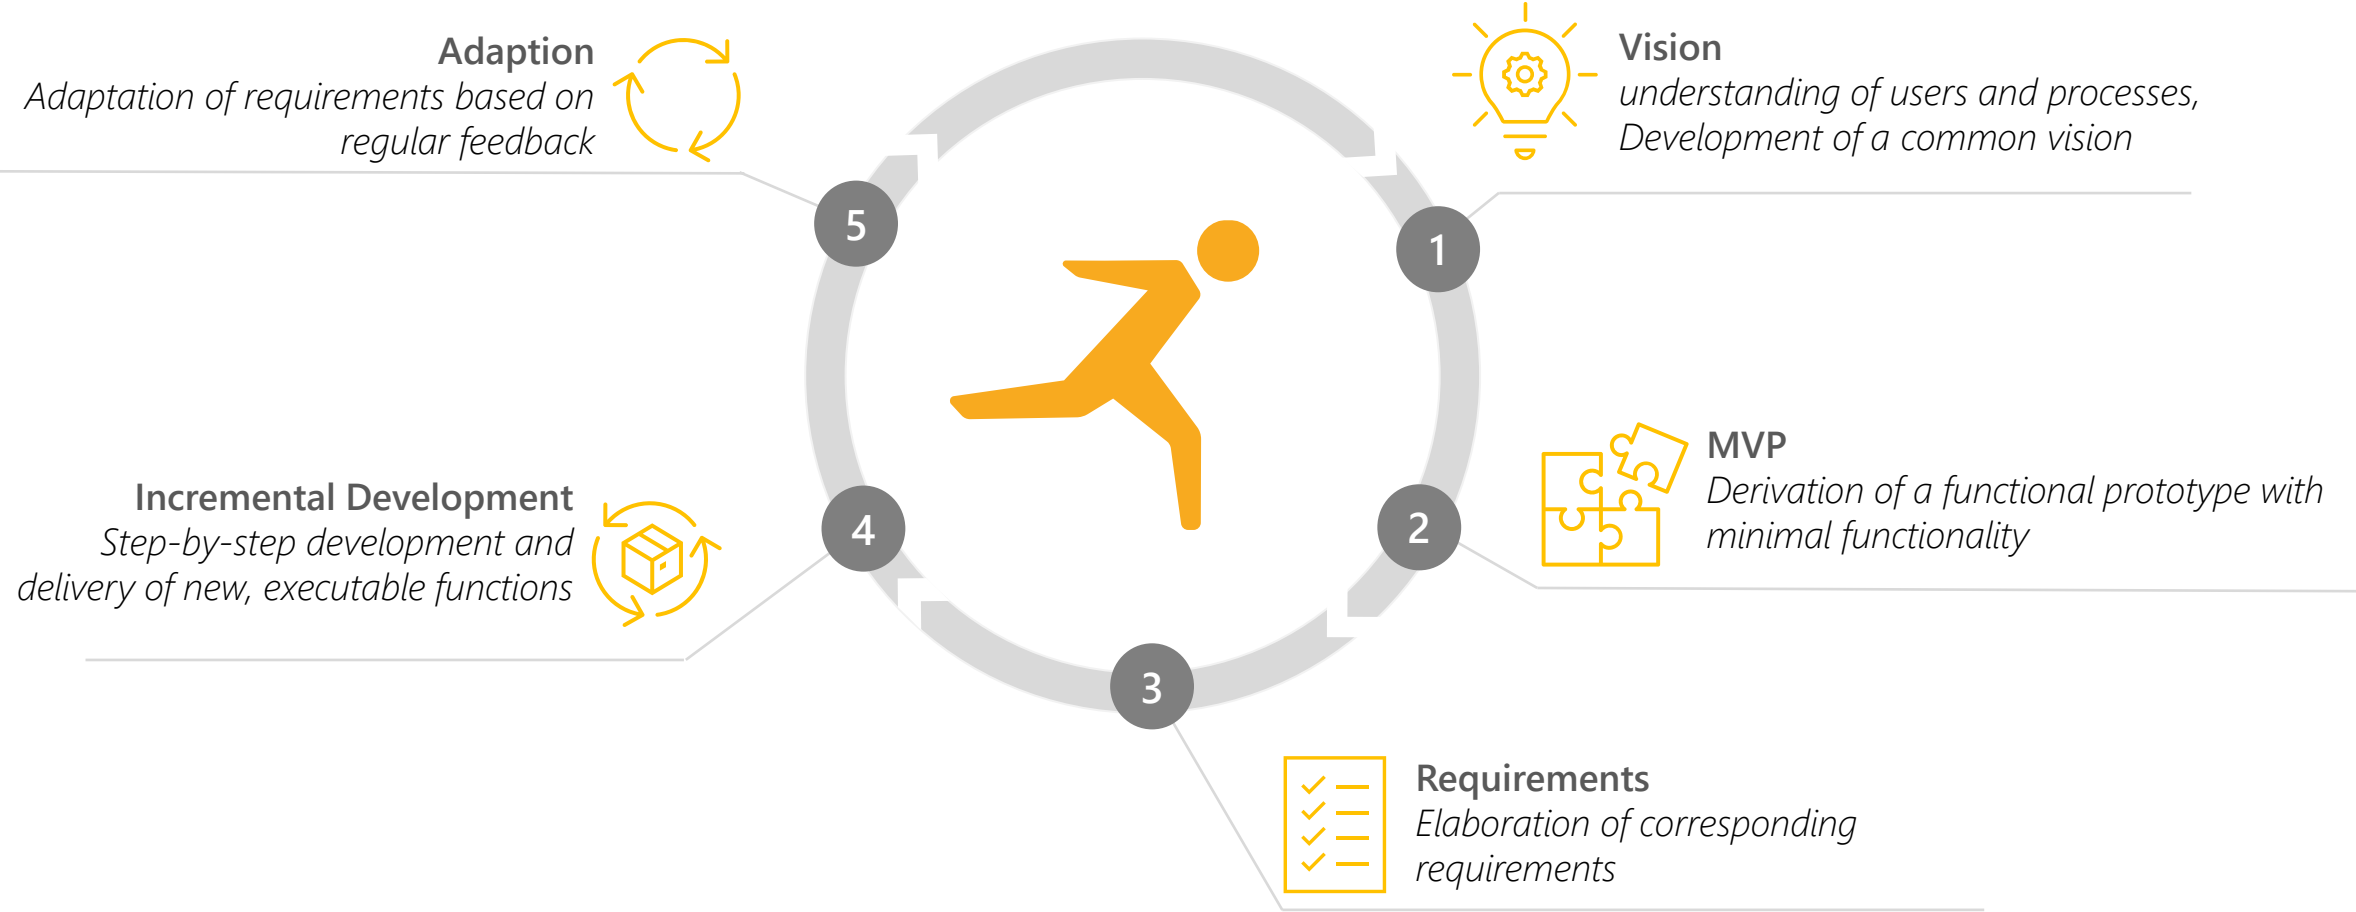 Vision
understanding of users and processes,
Development of a common vision
1
MVP
Derivation of a functional prototype with
minimal functionality
2
Requirements
Elaboration of corresponding
requirements
3
Incremental Development
Step-by-step development and
delivery of new, executable functions
4
Adaption
Adaptation of requirements based on
regular feedback
5